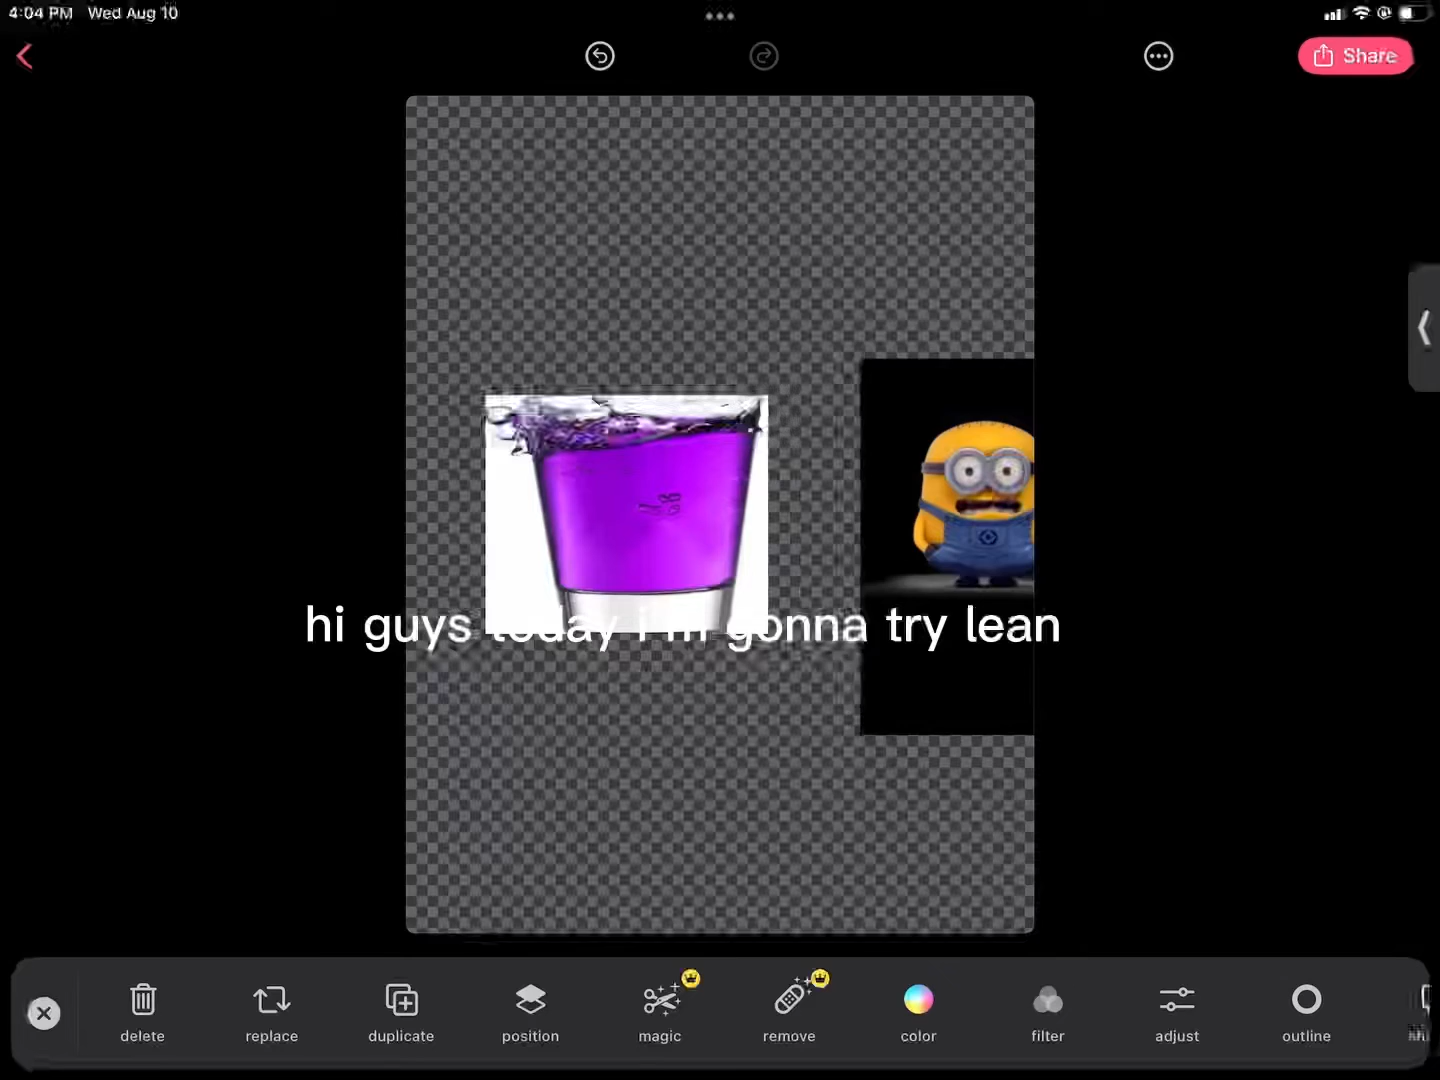 4:04 PM Wed Aug 10
Share
hi guys today i'm gonna try lean
delete replace duplicate position magic remove color filter adjust outline